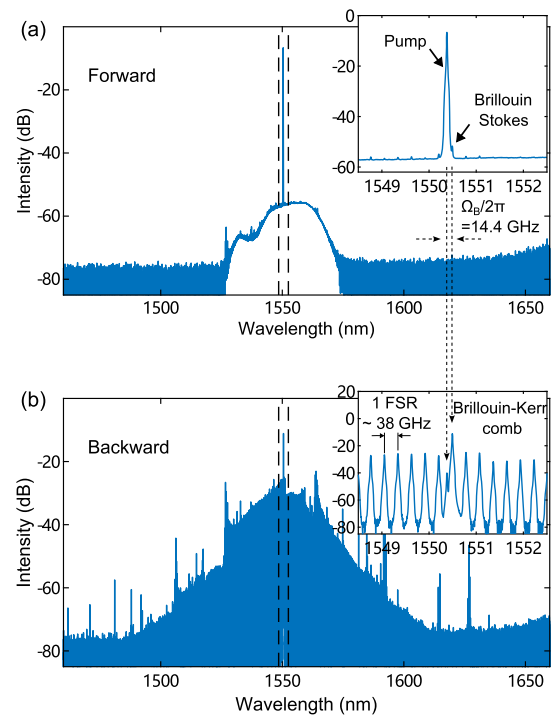 (a)
Forward
Intensity (dB)
-20
-40
-60
-80
1500
1550
1600
1650
Wavelength (nm)
0
-20
-40
-60
1549
1550
1551
1552
Pump
Brillouin
Stokes
Ω_B/2π
=14.4 GHz
(b)
Backward
Intensity (dB)
0
-20
-40
-60
-80
1500
1550
1600
1650
Wavelength (nm)
20
0
-20
-40
-60
-80
1549
1550
1551
1552
1 FSR
~ 38 GHz
Brillouin-Kerr
comb